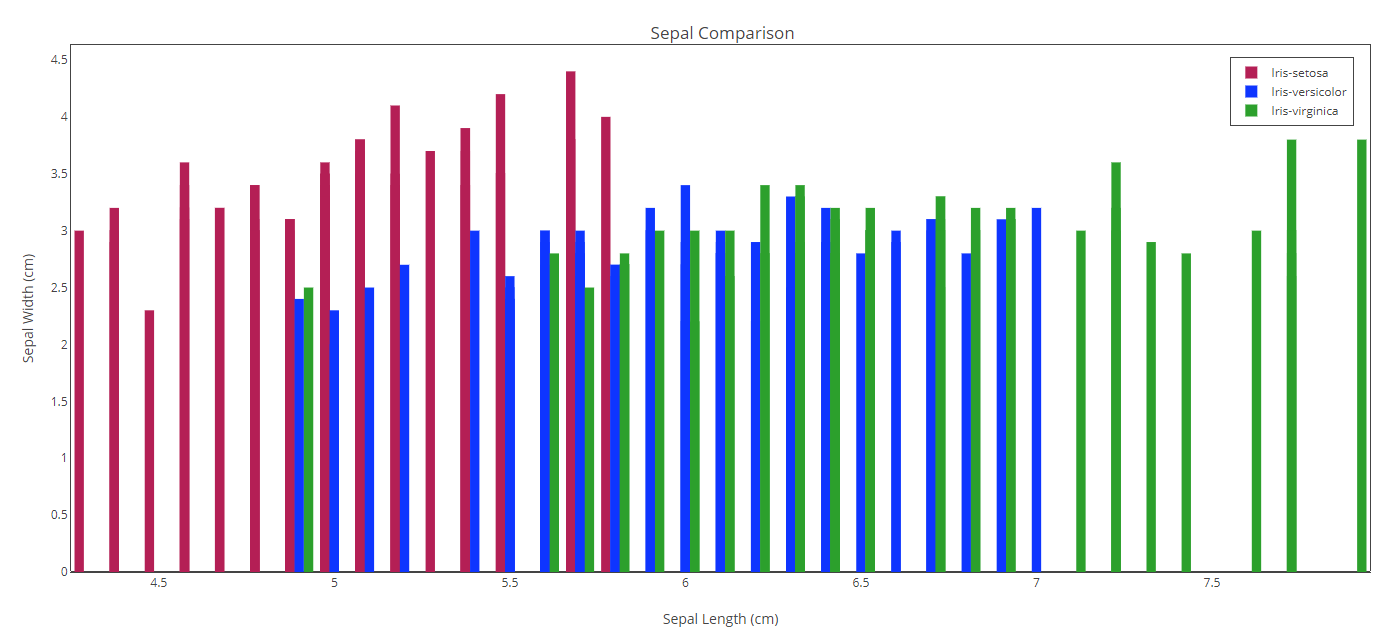 Sepal Comparison
Iris-setosa
Iris-versicolor
Iris-virginica
4.5
4
3.5
3
2.5
2
1.5
1
0.5
0
Sepal Width (cm)
4.5 5 5.5 6 6.5 7 7.5
Sepal Length (cm)